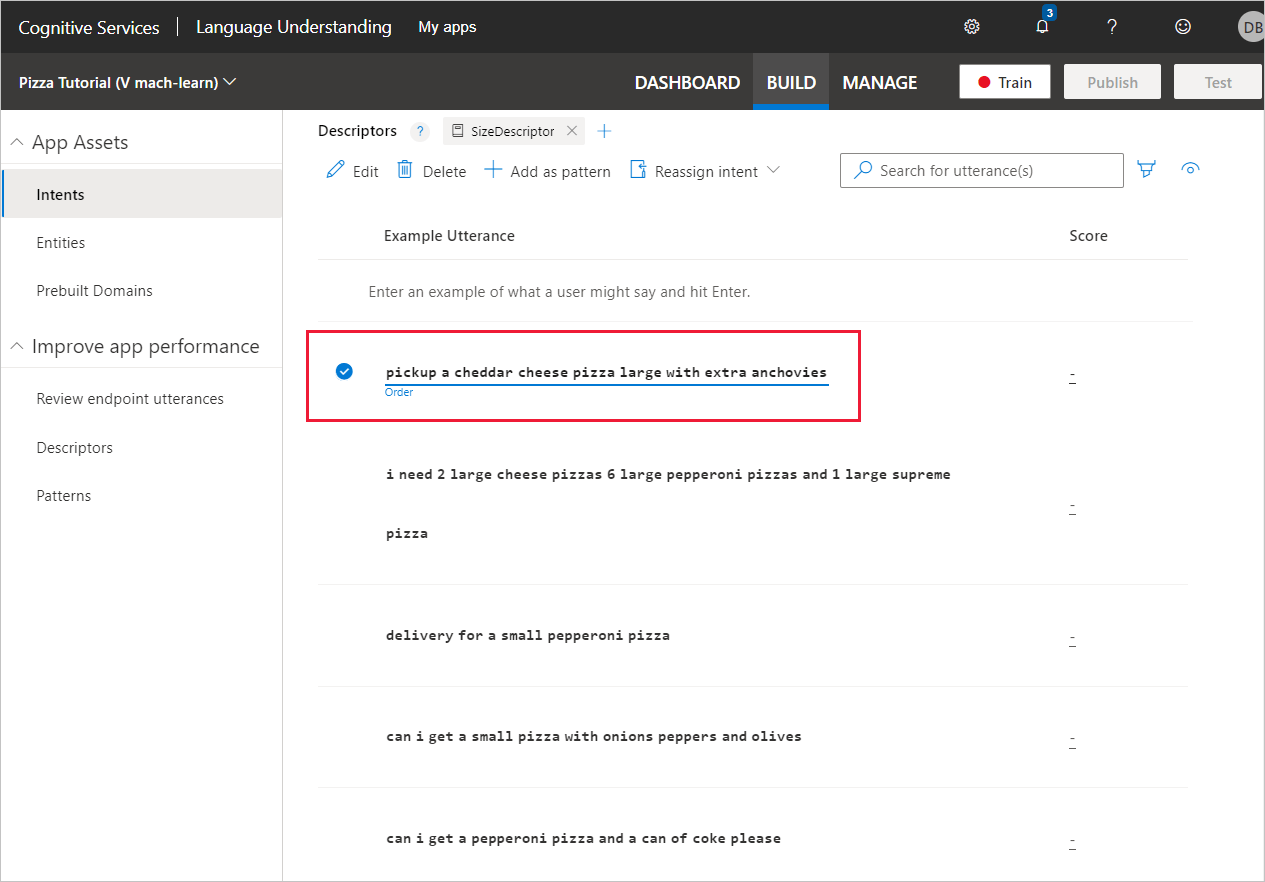 Cognitive Services | Language Understanding My apps 3 ? DB
Pizza Tutorial (V mach-learn) DASHBOARD BUILD MANAGE Train Publish Test
App Assets
Intents
Entities
Prebuilt Domains
Improve app performance
Review endpoint utterances
Descriptors
Patterns
Descriptors ? SizeDescriptor
Edit Delete Add as pattern Reassign intent Search for utterance(s)
Example Utterance Score
Enter an example of what a user might say and hit Enter.
pickup a cheddar cheese pizza large with extra anchovies -
Order
i need 2 large cheese pizzas 6 large pepperoni pizzas and 1 large supreme
pizza -
delivery for a small pepperoni pizza -
can i get a small pizza with onions peppers and olives -
can i get a pepperoni pizza and a can of coke please -